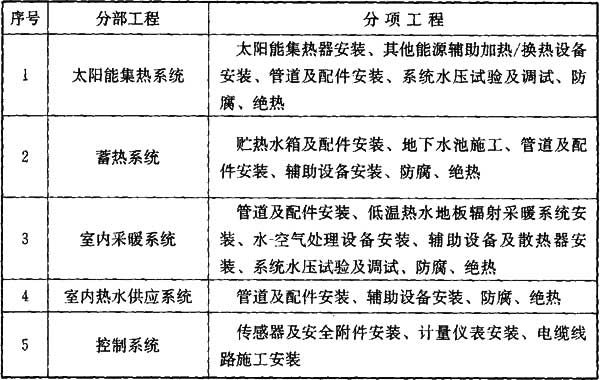 序号 分部工程 分项工程
1 太阳能集热系统 太阳能集热器安装、其他能源辅助加热/换热设备
安装、管道及配件安装、系统水压试验及调试、防
腐、绝热
2 蓄热系统 贮热水箱及配件安装、地下水池施工、管道及配
件安装、辅助设备安装、防腐、绝热
3 室内采暖系统 管道及配件安装、低温热水地板辐射采暖系统安
装、水-空气处理设备安装、辅助设备及散热器安
装、系统水压试验及调试、防腐、绝热
4 室内热水供应系统 管道及配件安装、辅助设备安装、防腐、绝热
5 控制系统 传感器及安全附件安装、计量仪表安装、电缆线
路施工安装